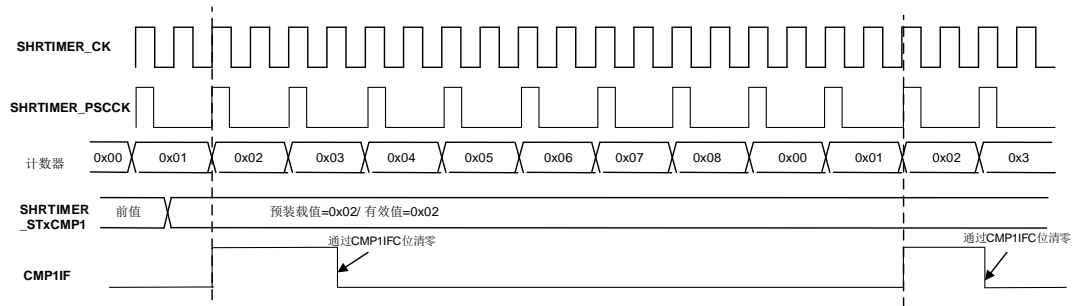 SHRTIMER_CK
SHRTIMER_PSCCK
计数器 0x00 0x01 0x02 0x03 0x04 0x05 0x06 0x07 0x08 0x00 0x01 0x02 0x3
SHRTIMER
_STxCMP1
前值 预装载值=0x02/ 有效值=0x02
通过CMP1IFC位清零 通过CMP1IFC位清零
CMP1IF